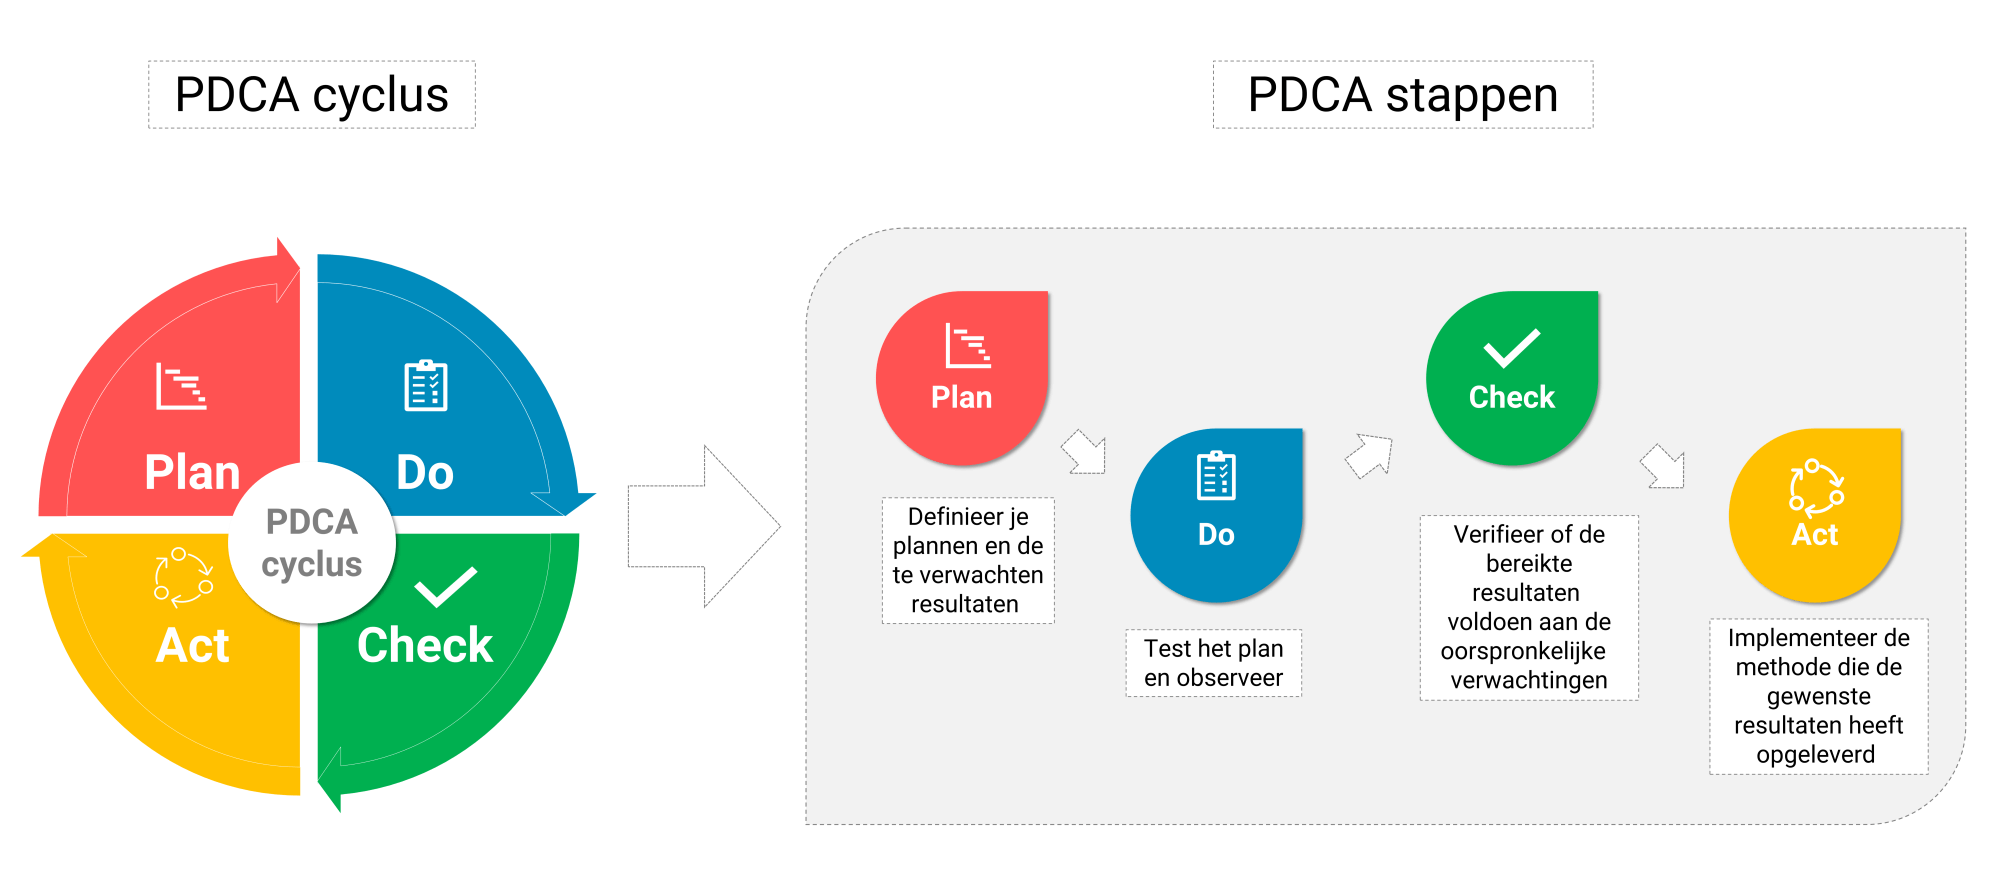 PDCA cyclus
PDCA stappen
Plan
Do
PDCA
cyclus
Act
Check
Plan
Definieer je
plannen en de
te verwachten
resultaten
Do
Test het plan
en observeer
Check
Verifieer of de
bereikte
resultaten
voldoen aan de
oorspronkelijke
verwachtingen
Act
Implementeer de
methode die de
gewenste
resultaten heeft
opgeleverd